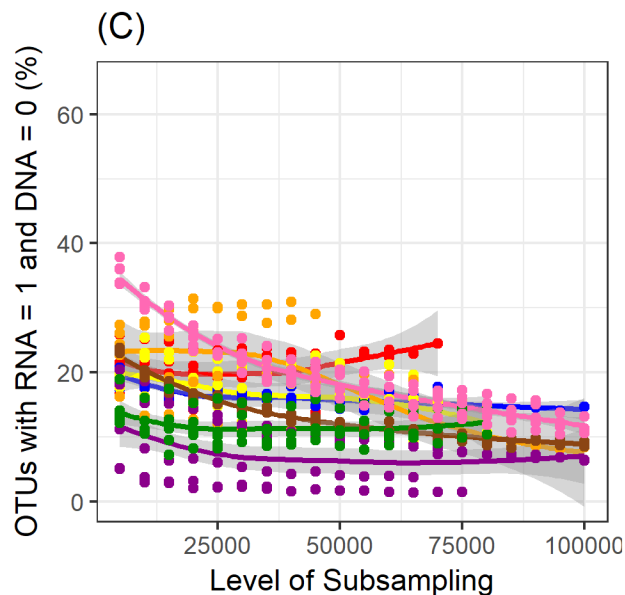 (C)
OTUs with RNA = 1 and DNA = 0 (%)
60
40
20
0
25000 50000 75000 100000
Level of Subsampling